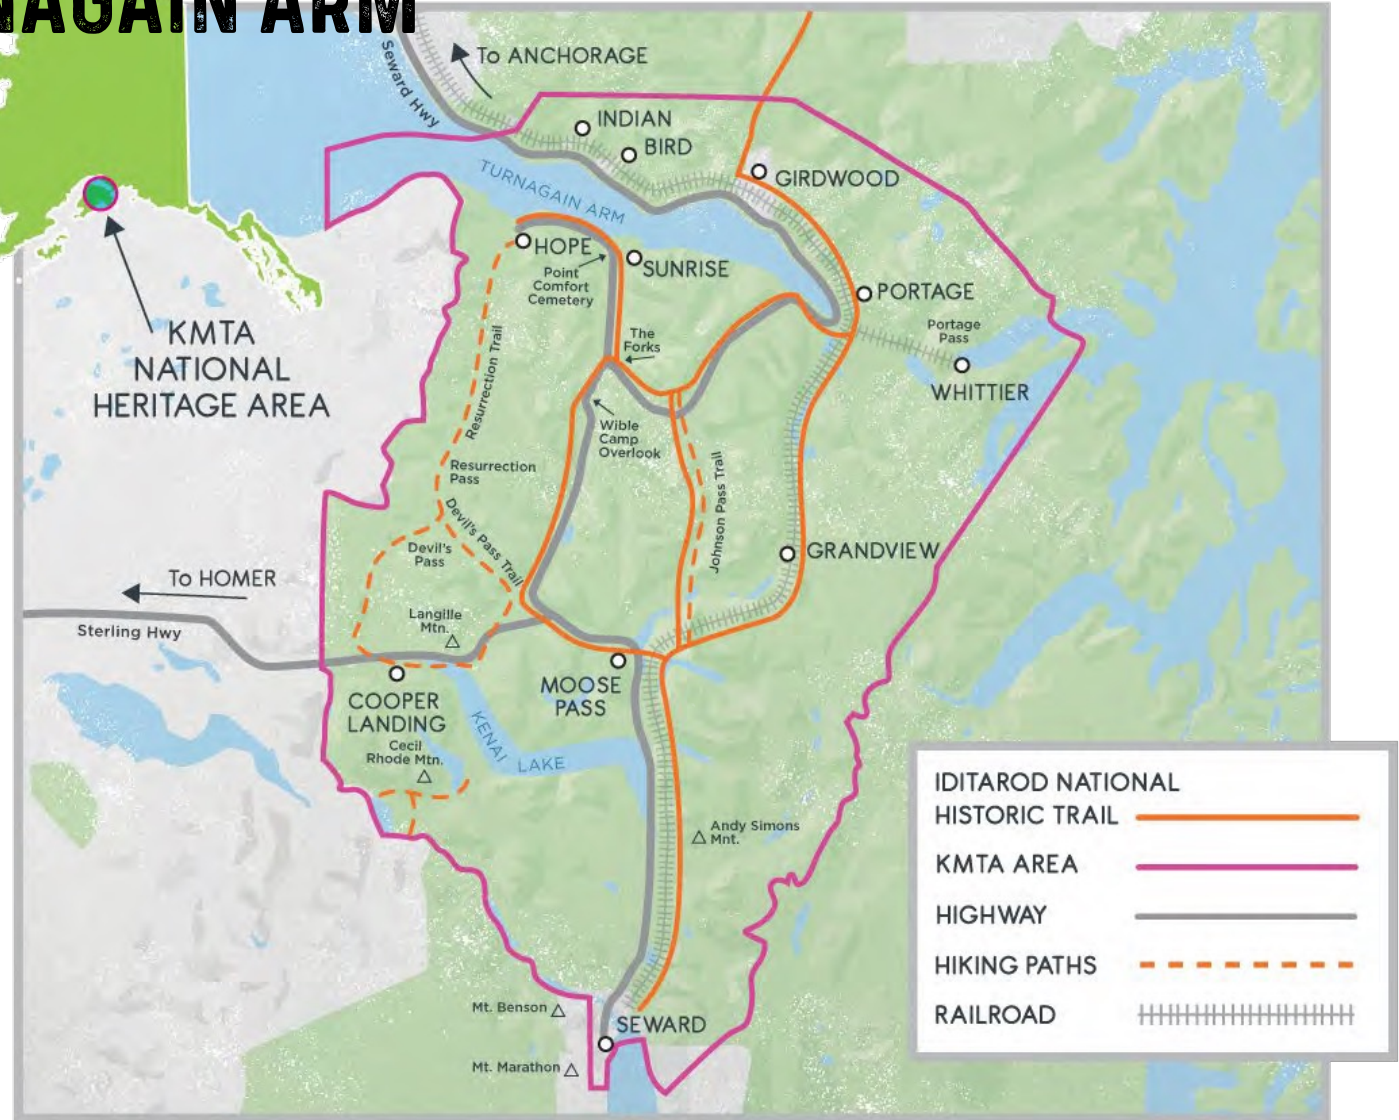 NAGAIN ARM
To ANCHORAGE
Seward Hwy
INDIAN
BIRD
GIRDWOOD
TURNAGAIN ARM
HOPE
SUNRISE
Point
Comfort
Cemetery
PORTAGE
Portage
Pass
WHITTIER
The
Forks
KMTA
NATIONAL
HERITAGE AREA
Resurrection Trail
Wible
Camp
Overlook
Resurrection
Pass
Johnson Pass Trail
Devil's Pass Trail
Devil's
Pass
GRANDVIEW
To HOMER
Sterling Hwy
Langille
Mtn.
COOPER
LANDING
MOOSE
PASS
Cecil
Rhode Mtn.
KENAI LAKE
Andy Simons
Mnt.
Mt. Benson
SEWARD
Mt. Marathon
IDITAROD NATIONAL
HISTORIC TRAIL
KMTA AREA
HIGHWAY
HIKING PATHS
RAILROAD